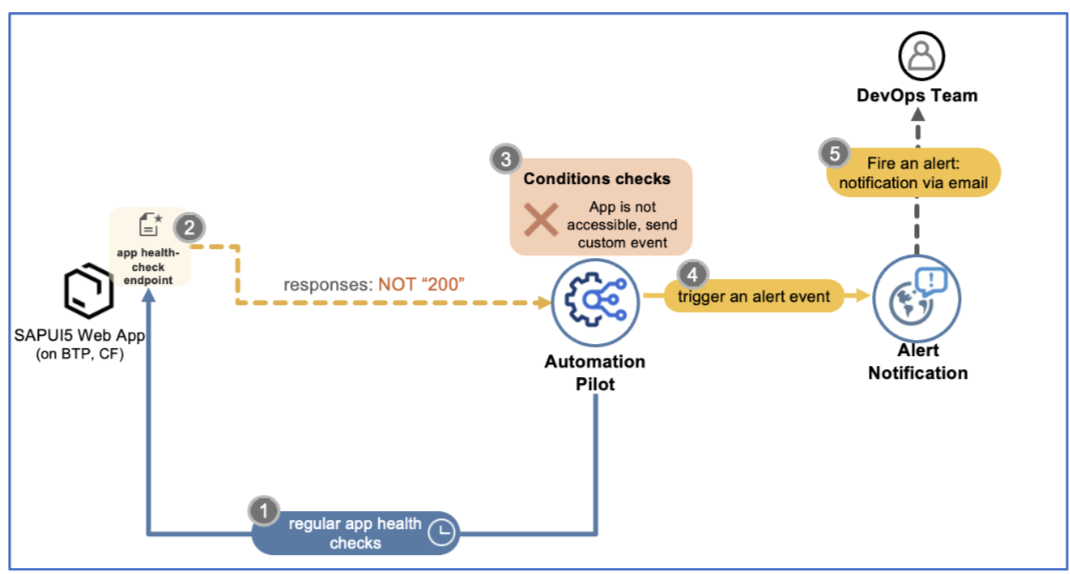 DevOps Team
5
Fire an alert:
notification via email
3
Conditions checks
App is not
accessible, send
custom event
2
app health-
check
endpoint
SAPUI5 Web App
(on BTP, CF)
responses: NOT “200”
4
trigger an alert event
Automation
Pilot
Alert
Notification
1
regular app health
checks